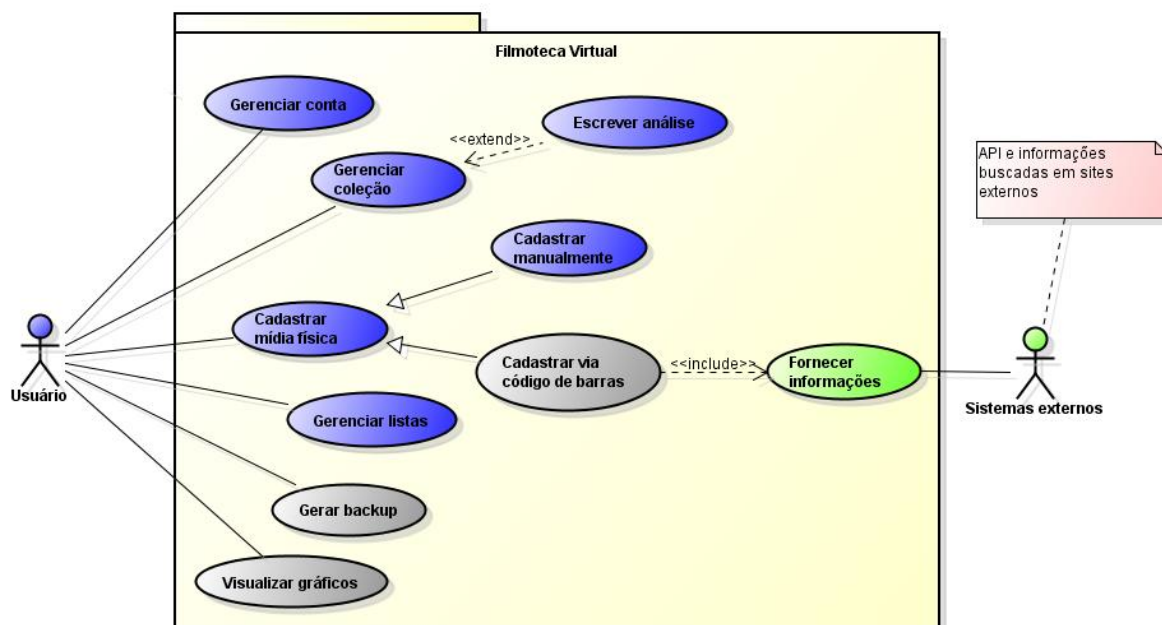 Filmoteca Virtual
Gerenciar conta
<<extend>>
Escrever análise
Gerenciar
coleção
API e informações
buscadas em sites
externos
Cadastrar
manualmente
Cadastrar
mídia física
Cadastrar via
código de barras
<<include>>
Fornecer
informações
Usuário
Sistemas externos
Gerenciar listas
Gerar backup
Visualizar gráficos